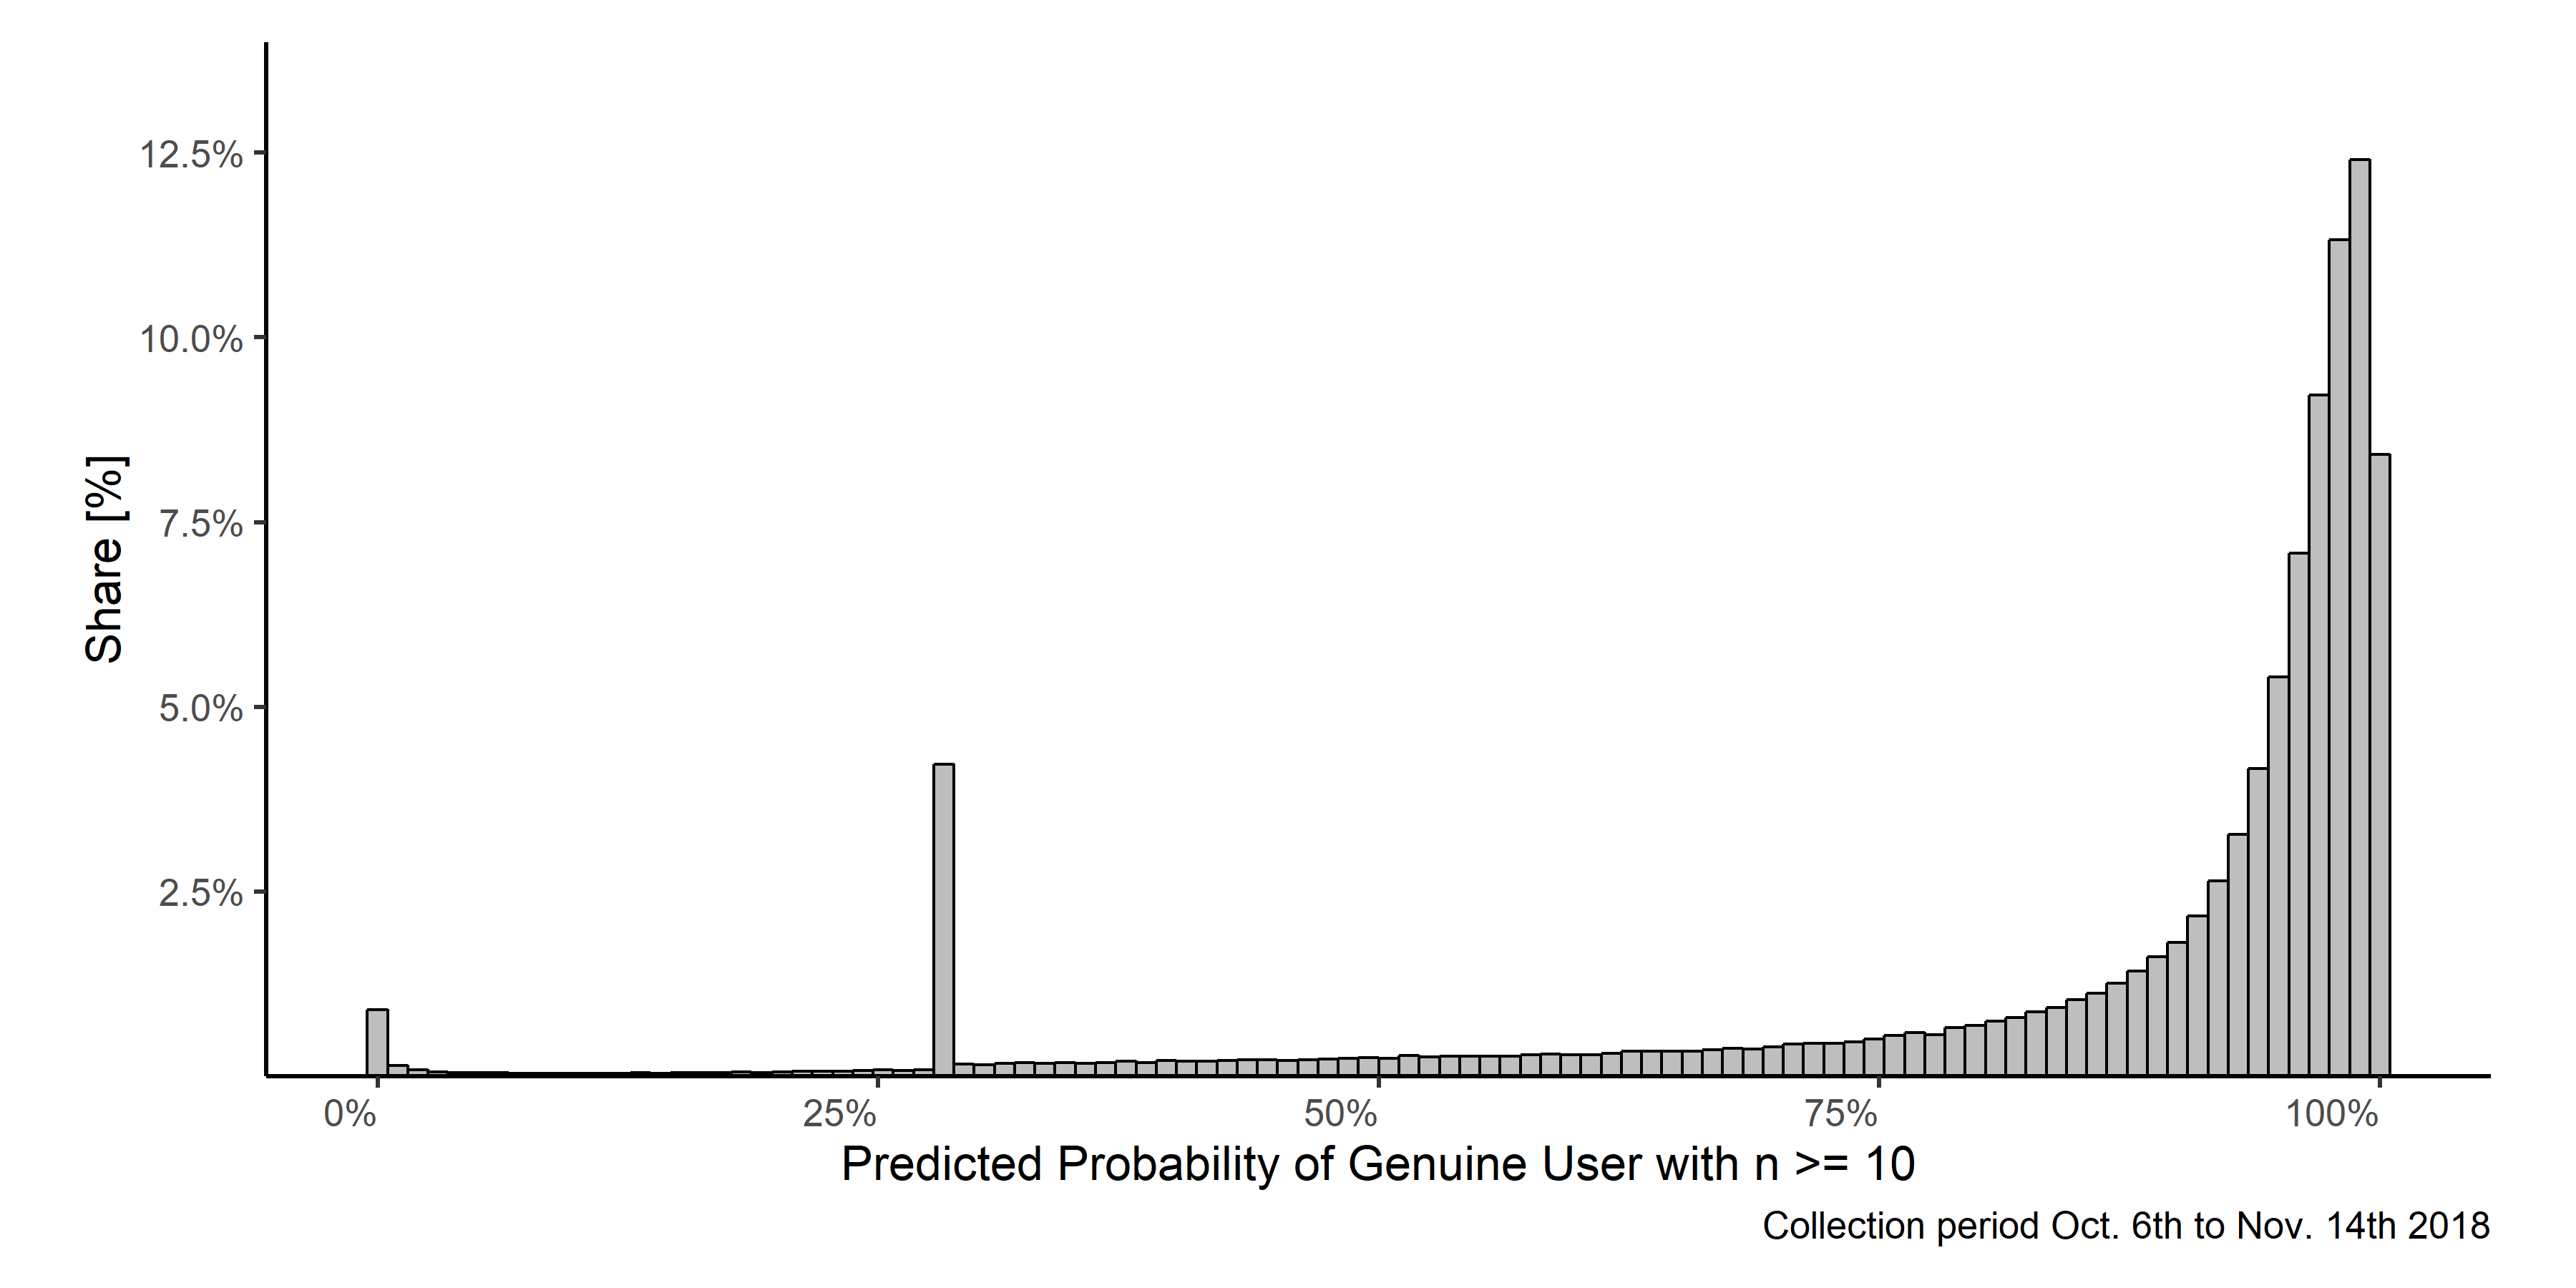 12.5%
10.0%
7.5%
5.0%
2.5%
Share [%]
0% 25% 50% 75% 100%
Predicted Probability of Genuine User with n >= 10
Collection period Oct. 6th to Nov. 14th 2018